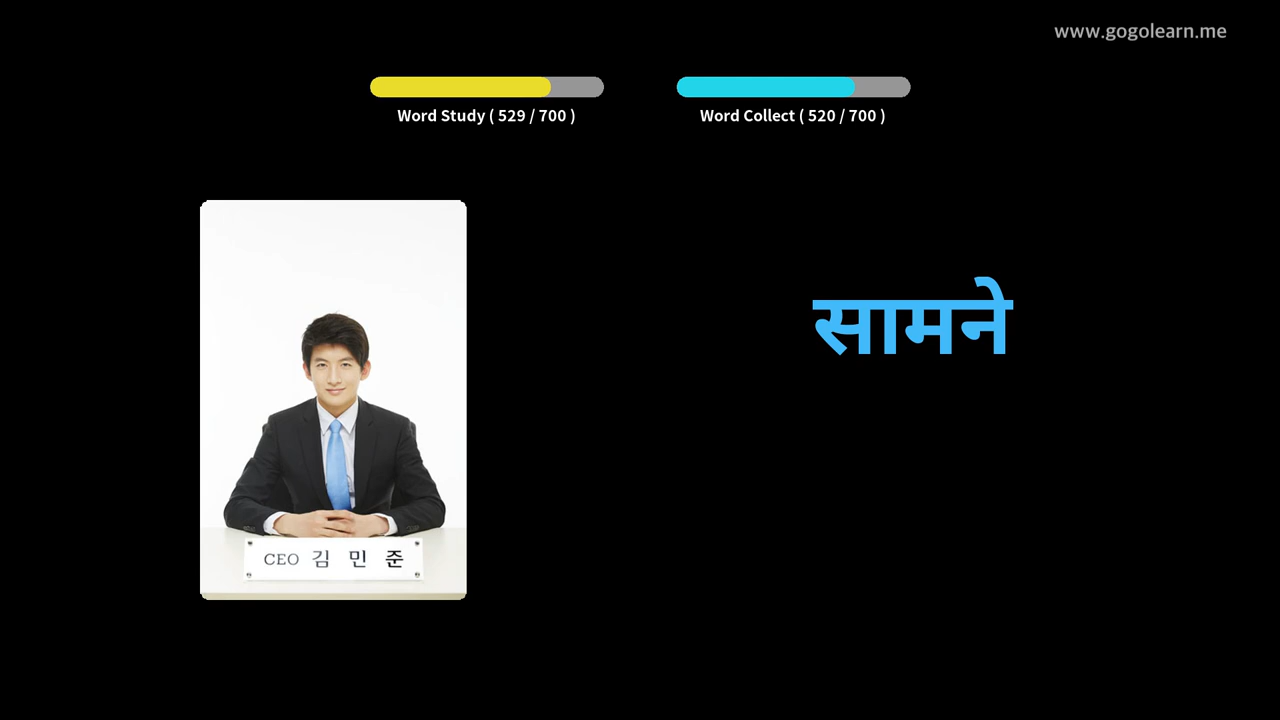 www.gogolearn.me
Word Study ( 529 / 700 )
Word Collect ( 520 / 700 )
सामने
CEO 김 민 준